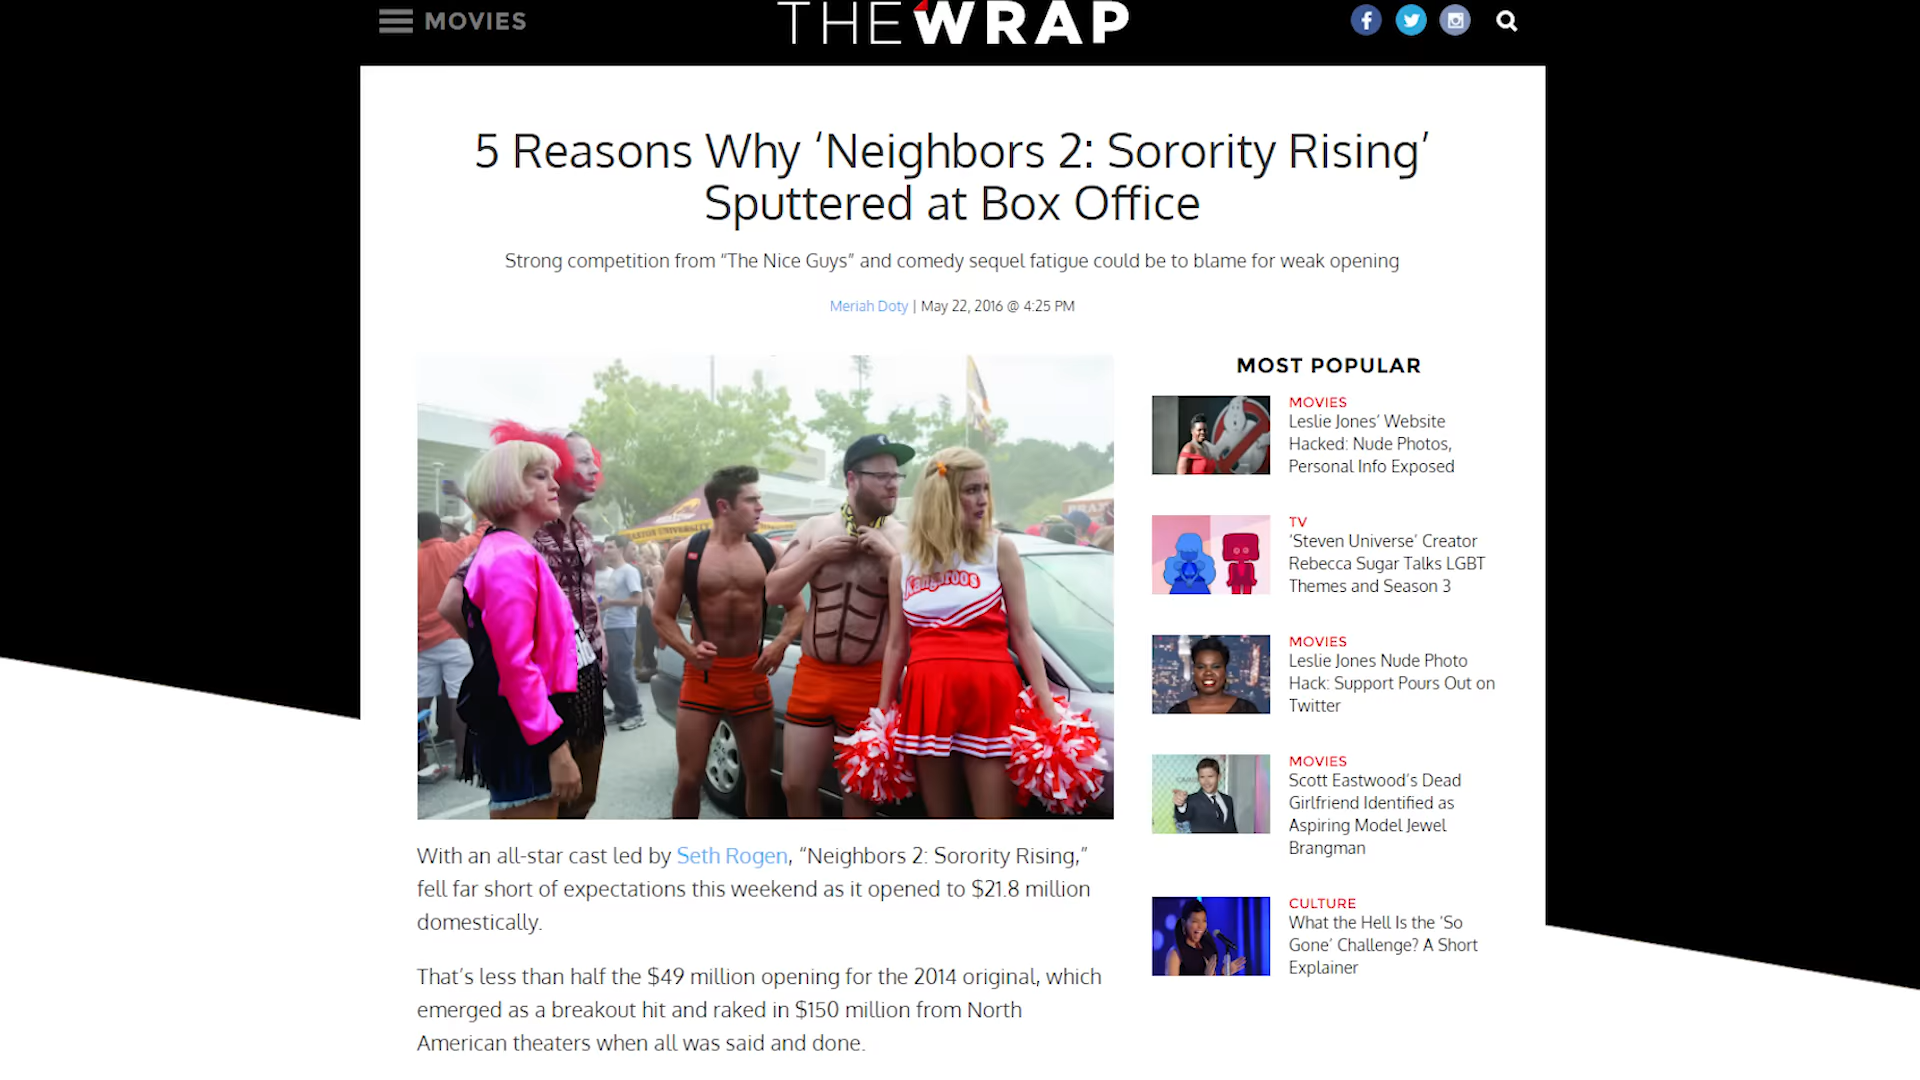 MOVIES
THEWRAP
5 Reasons Why ‘Neighbors 2: Sorority Rising’
Sputtered at Box Office
Strong competition from “The Nice Guys” and comedy sequel fatigue could be to blame for weak opening
Meriah Doty | May 22, 2016 @ 4:25 PM
Kangaroos
With an all-star cast led by Seth Rogen, “Neighbors 2: Sorority Rising,”
fell far short of expectations this weekend as it opened to $21.8 million
domestically.
That’s less than half the $49 million opening for the 2014 original, which
emerged as a breakout hit and raked in $150 million from North
American theaters when all was said and done.
MOST POPULAR
MOVIES
Leslie Jones’ Website
Hacked: Nude Photos,
Personal Info Exposed
TV
‘Steven Universe’ Creator
Rebecca Sugar Talks LGBT
Themes and Season 3
MOVIES
Leslie Jones Nude Photo
Hack: Support Pours Out on
Twitter
MOVIES
Scott Eastwood’s Dead
Girlfriend Identified as
Aspiring Model Jewel
Brangman
CULTURE
What the Hell Is the ‘So
Gone’ Challenge? A Short
Explainer